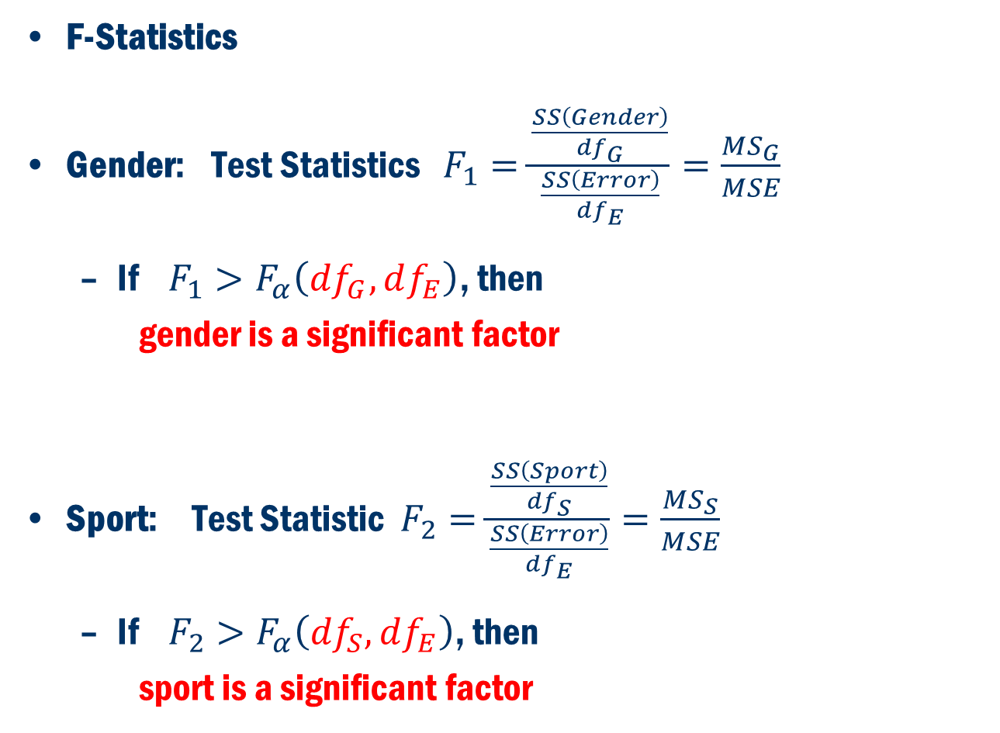 • F-Statistics
• Gender: Test Statistics $F_1 = \frac{\frac{SS(Gender)}{df_G}}{\frac{SS(Error)}{df_E}} = \frac{MS_G}{MSE}$
– If $F_1 > F_\alpha(df_G, df_E)$, then
gender is a significant factor
• Sport: Test Statistic $F_2 = \frac{\frac{SS(Sport)}{df_S}}{\frac{SS(Error)}{df_E}} = \frac{MS_S}{MSE}$
– If $F_2 > F_\alpha(df_S, df_E)$, then
sport is a significant factor